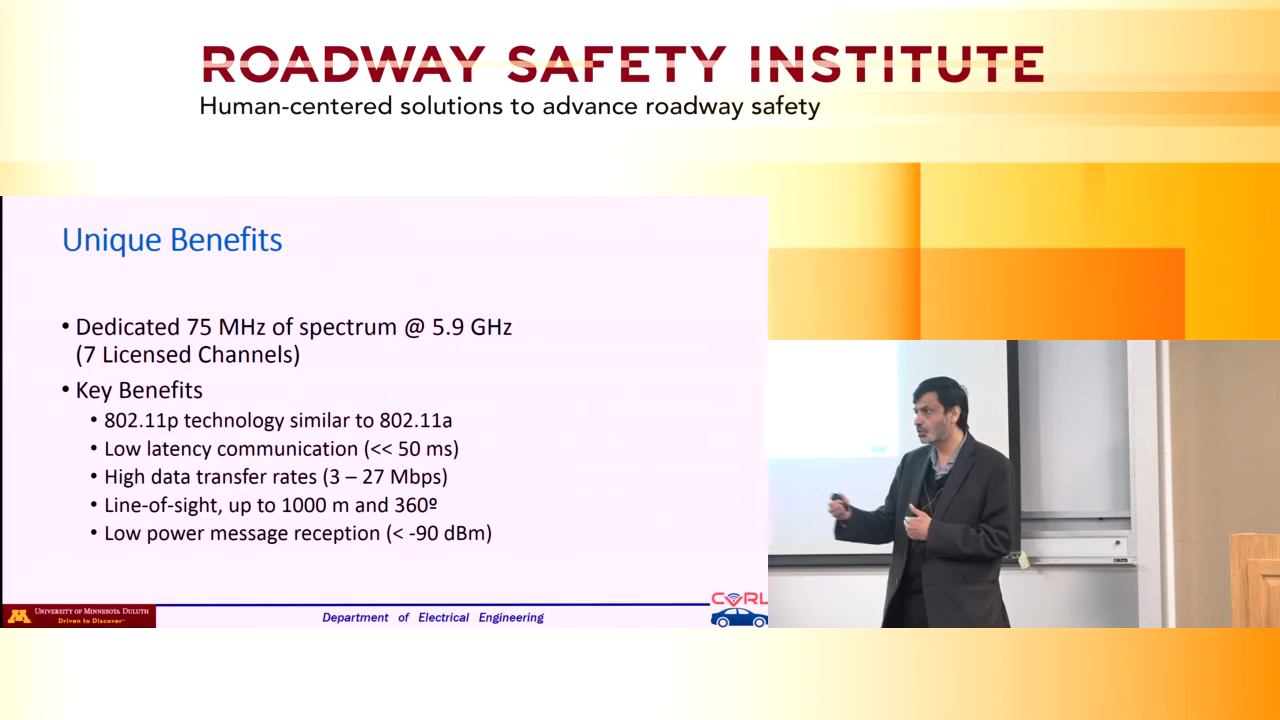 ROADWAY SAFETY INSTITUTE
Human-centered solutions to advance roadway safety
Unique Benefits
• Dedicated 75 MHz of spectrum @ 5.9 GHz
(7 Licensed Channels)
• Key Benefits
• 802.11p technology similar to 802.11a
• Low latency communication (<< 50 ms)
• High data transfer rates (3 – 27 Mbps)
• Line-of-sight, up to 1000 m and 360º
• Low power message reception (< -90 dBm)
M
UNIVERSITY OF MINNESOTA DULUTH
Driven to Discover
Department of Electrical Engineering
CVRL